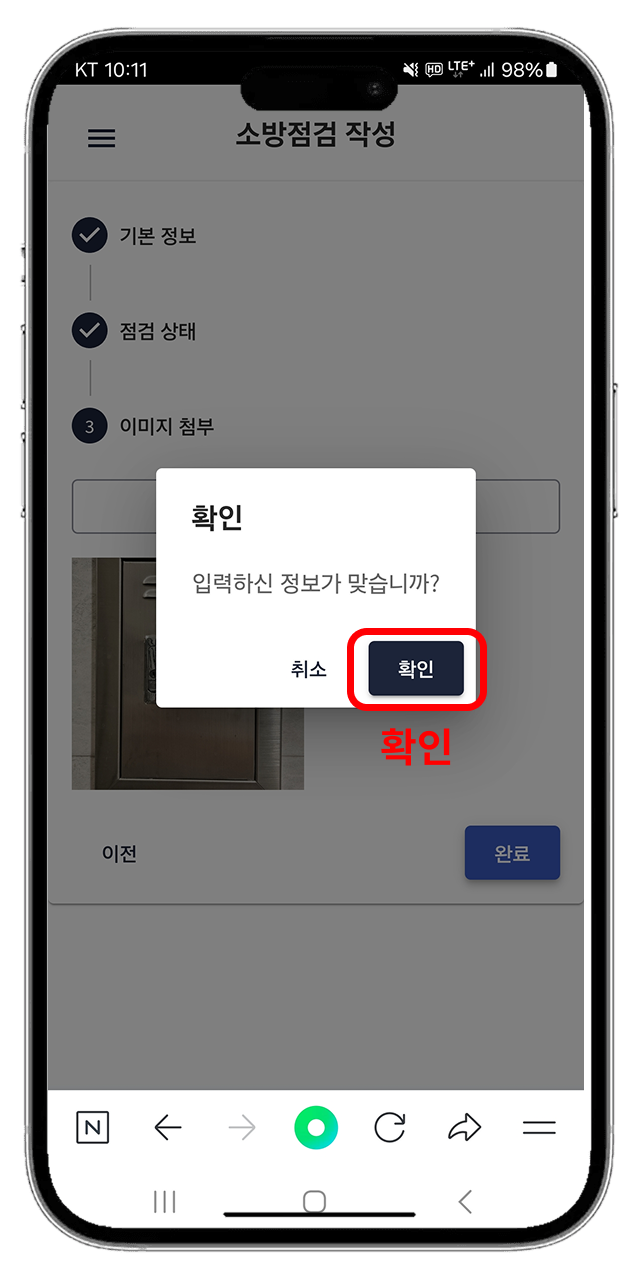 KT 10:11 HD LTE+ 98%
소방점검 작성
기본 정보
점검 상태
3 이미지 첨부
확인
입력하신 정보가 맞습니까?
취소 확인
확인
이전 완료
N